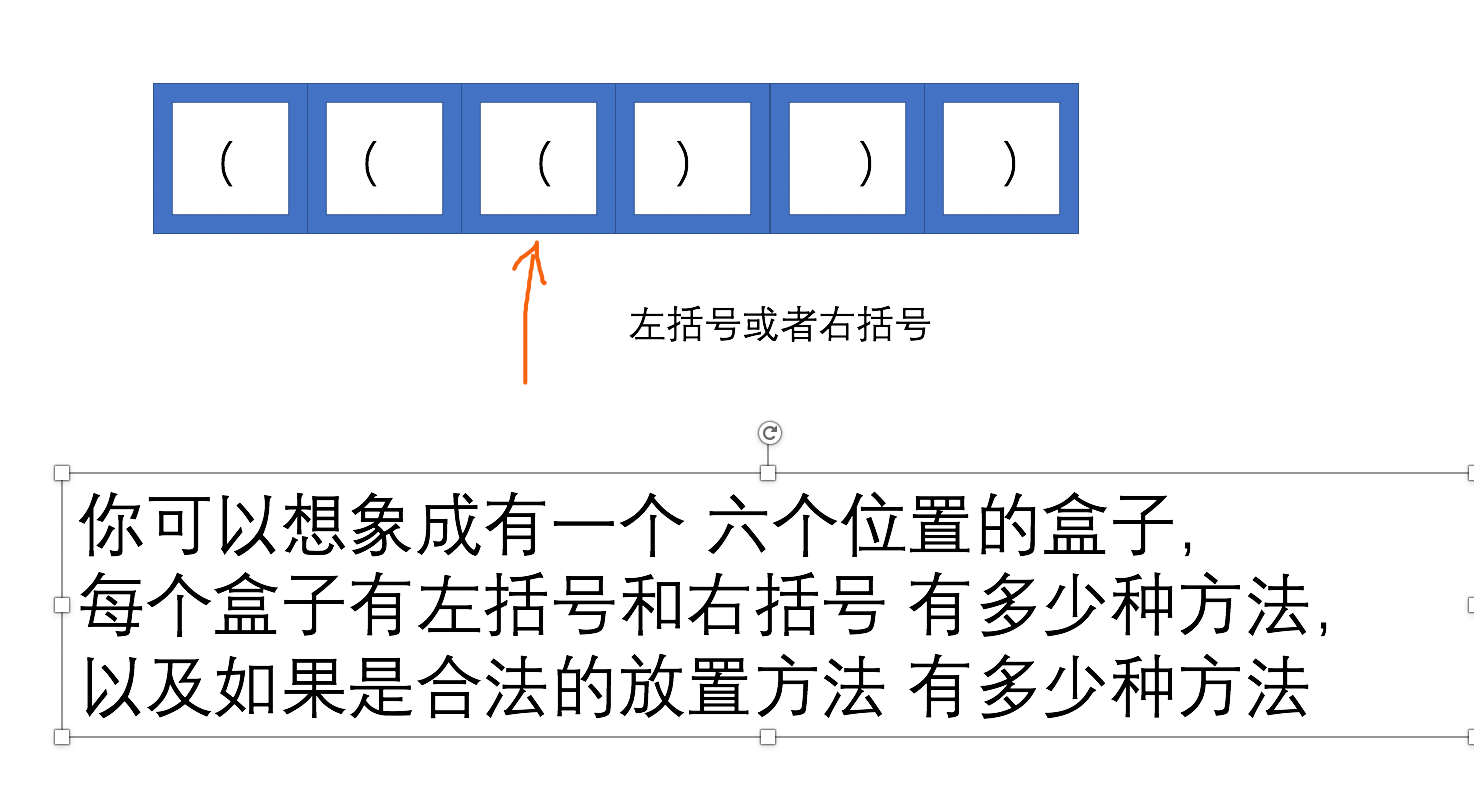 ( ( ( ) ) )
左括号或者右括号
你可以想象成有一个 六个位置的盒子,
每个盒子有左括号和右括号 有多少种方法,
以及如果是合法的放置方法 有多少种方法